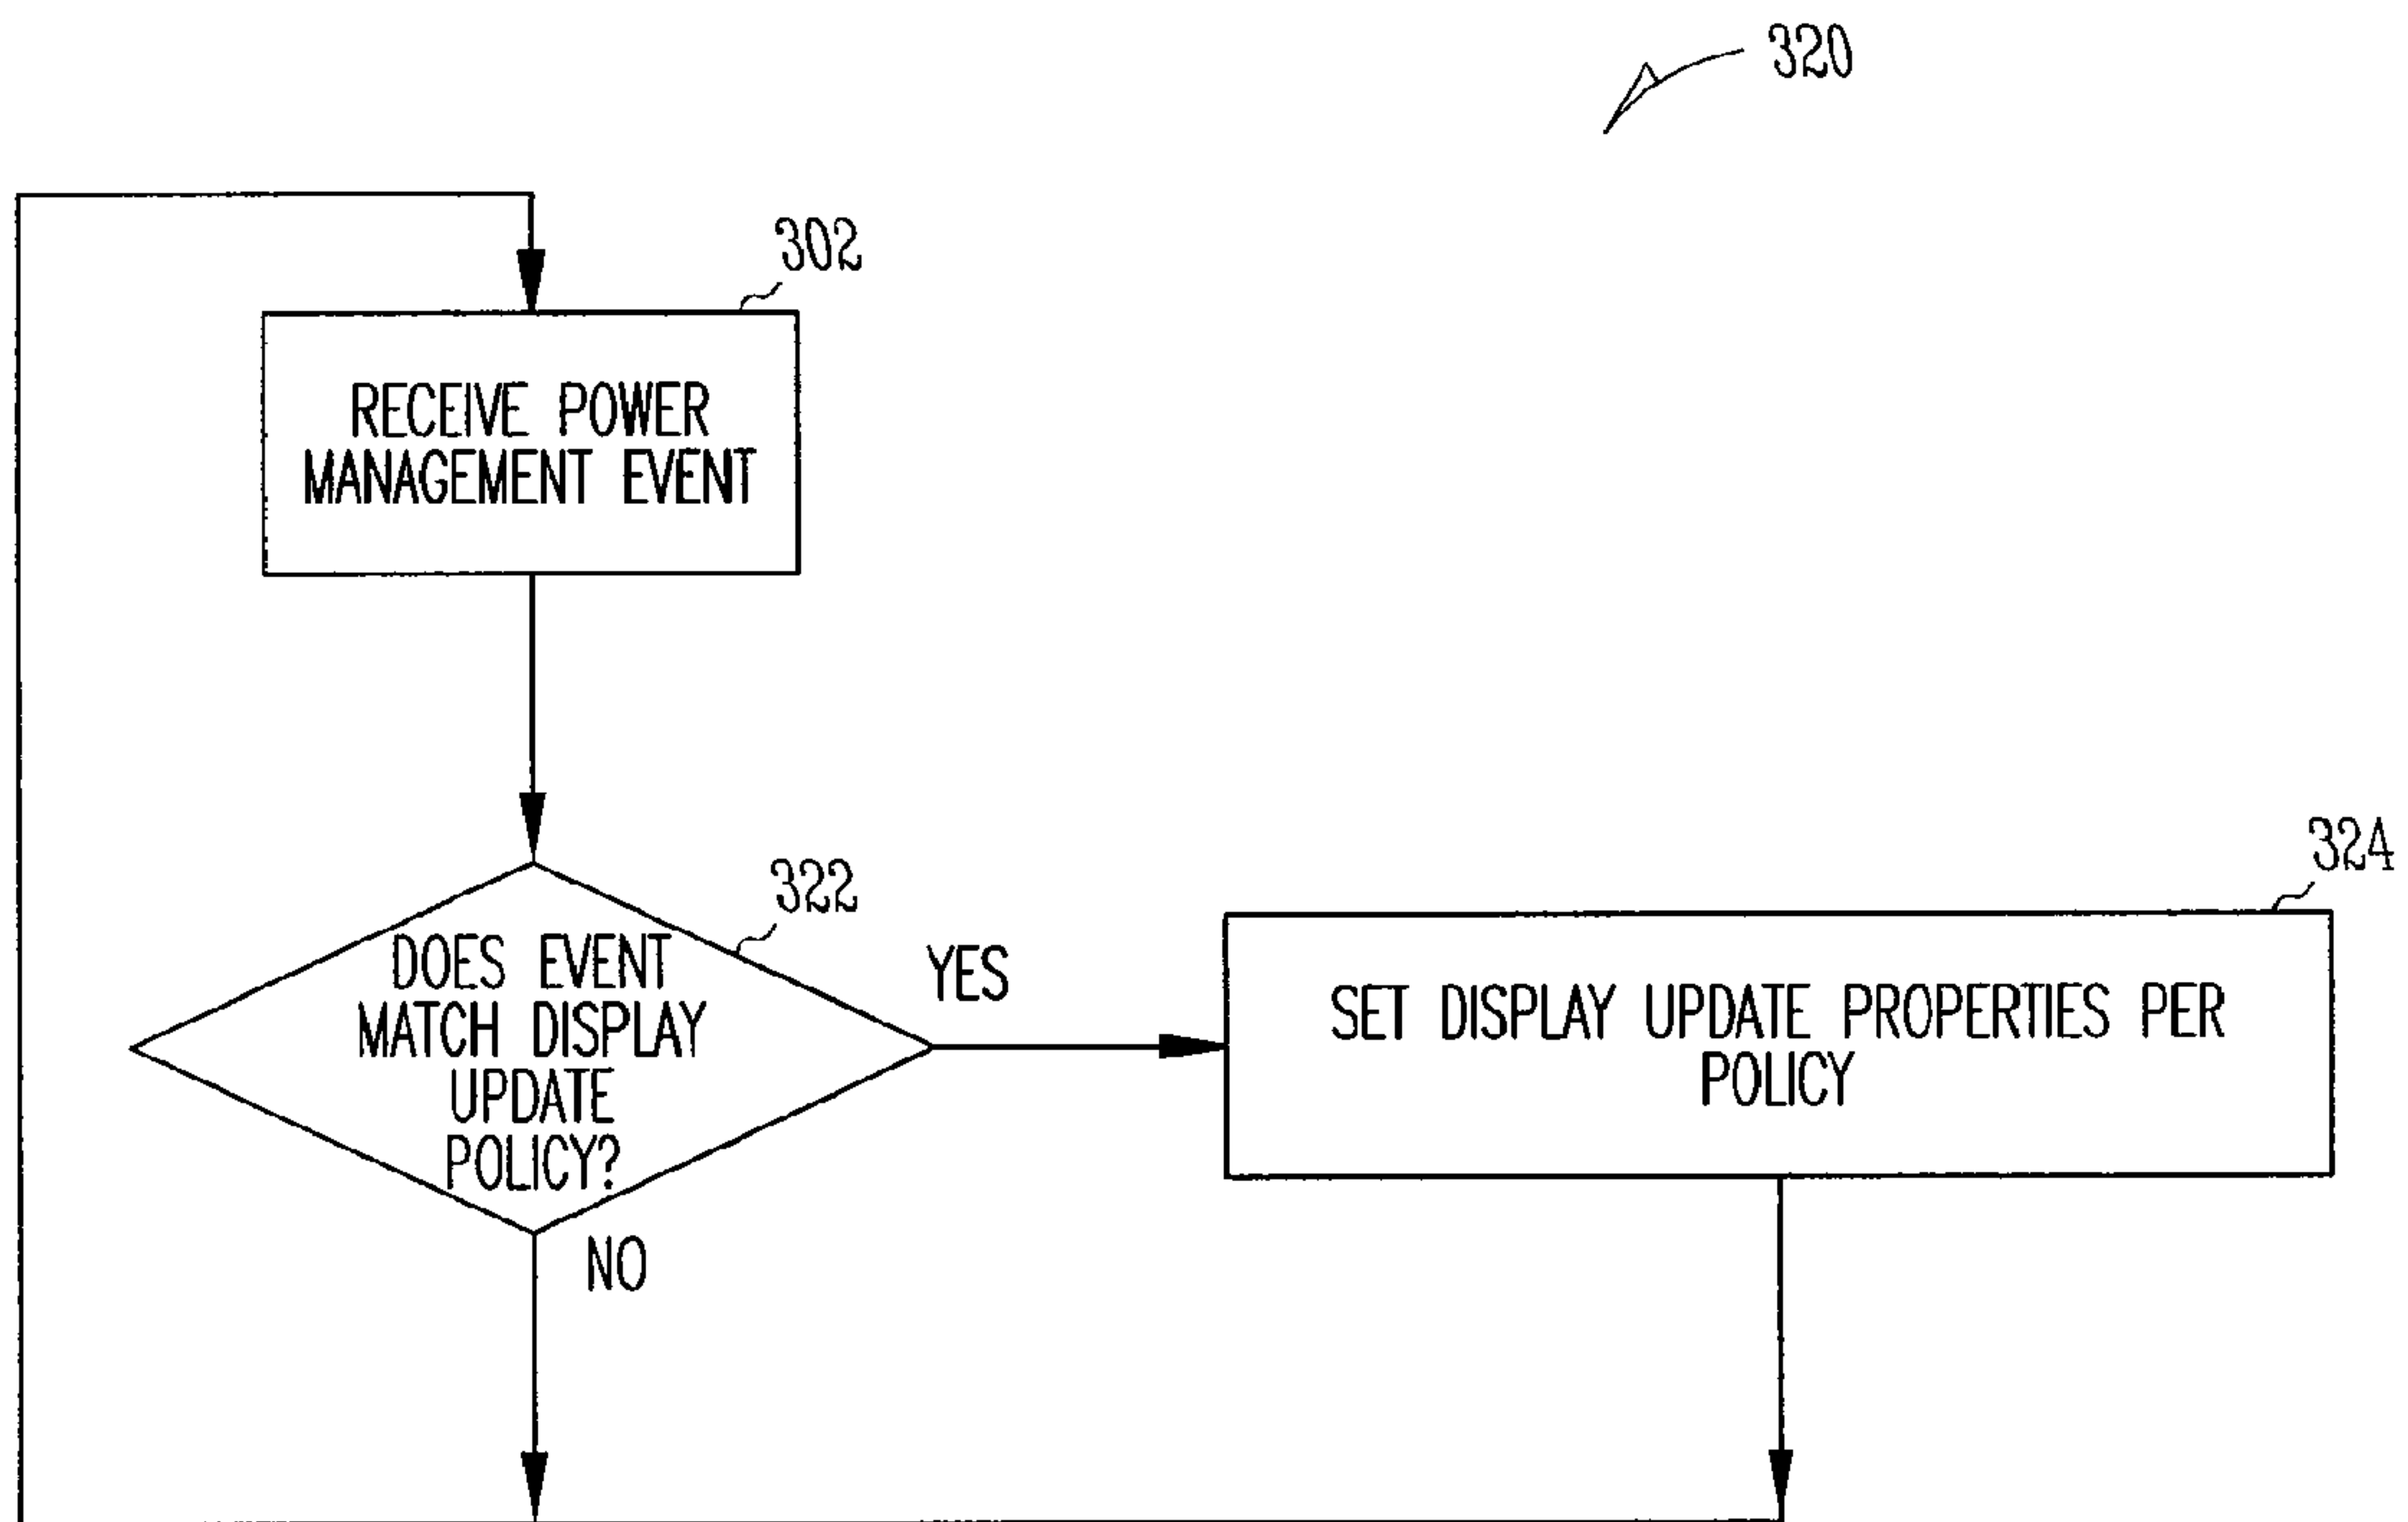 320
302
RECEIVE POWER
MANAGEMENT EVENT
322
DOES EVENT
MATCH DISPLAY
UPDATE
POLICY?
YES
324
SET DISPLAY UPDATE PROPERTIES PER
POLICY
NO